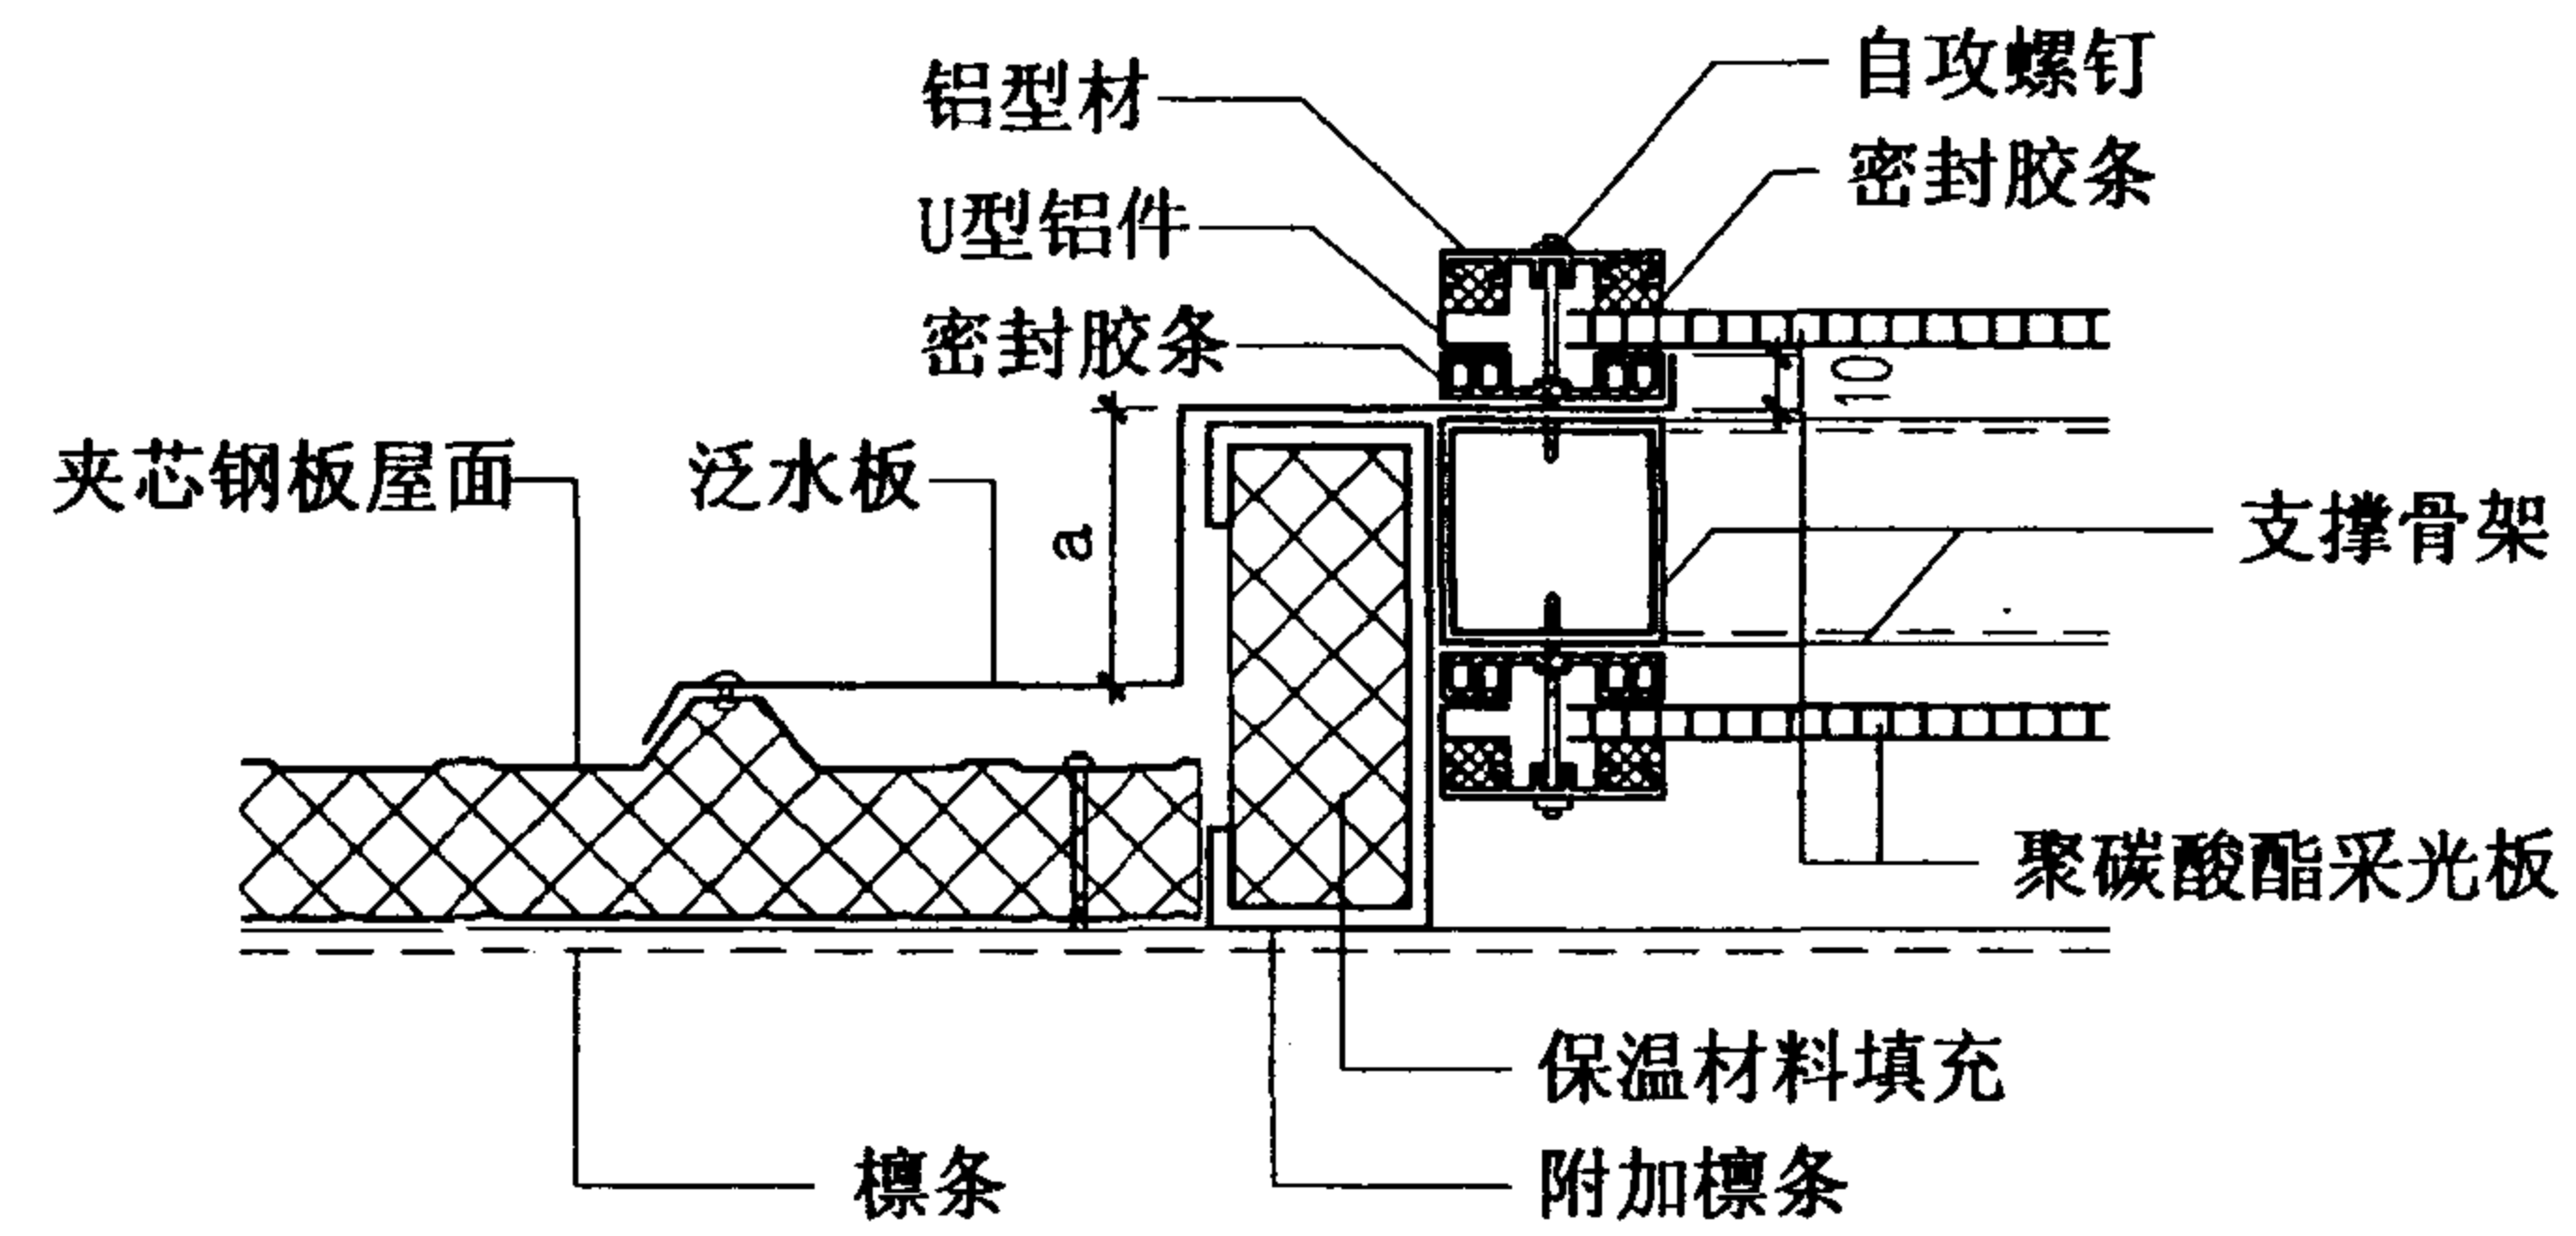 自攻螺钉
铝型材
密封胶条
U型铝件
密封胶条
10
夹芯钢板屋面
泛水板
a
支撑骨架
聚碳酸酯采光板
保温材料填充
檩条
附加檩条